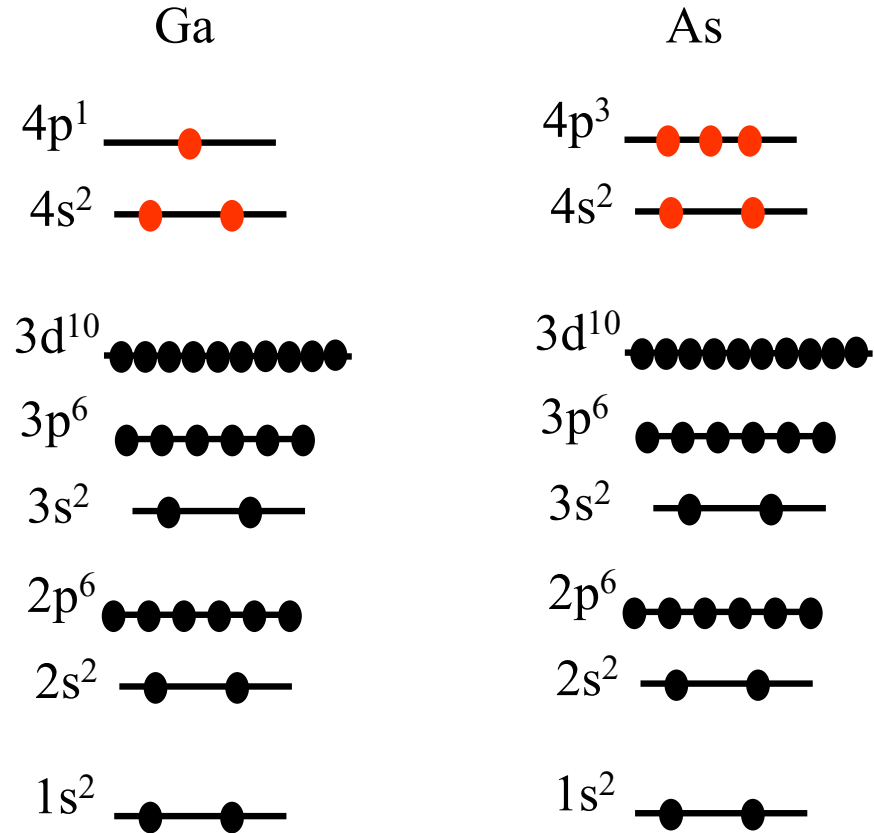 Ga As
4p¹ 4p³
4s² 4s²
3d¹⁰ 3d¹⁰
3p⁶ 3p⁶
3s² 3s²
2p⁶ 2p⁶
2s² 2s²
1s² 1s²